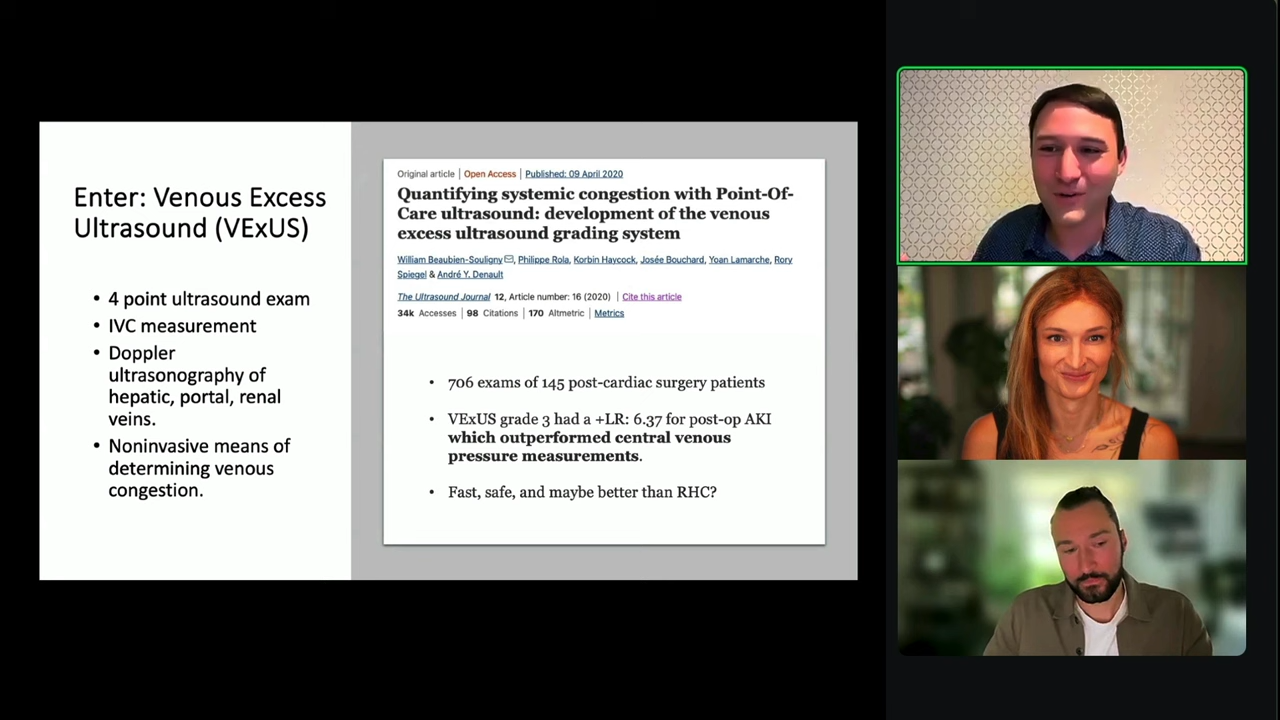 Enter: Venous Excess
Ultrasound (VExUS)
• 4 point ultrasound exam
• IVC measurement
• Doppler
ultrasonography of
hepatic, portal, renal
veins.
• Noninvasive means of
determining venous
congestion.
Original article | Open Access | Published: 09 April 2020
Quantifying systemic congestion with Point-Of-
Care ultrasound: development of the venous
excess ultrasound grading system
William Beaubien-Souligny, Philippe Rola, Korbin Haycock, Josée Bouchard, Yoan Lamarche, Rory
Spiegel & André Y. Denault
The Ultrasound Journal 12, Article number: 16 (2020) | Cite this article
34k Accesses | 98 Citations | 170 Altmetric | Metrics
• 706 exams of 145 post-cardiac surgery patients
• VExUS grade 3 had a +LR: 6.37 for post-op AKI
which outperformed central venous
pressure measurements.
• Fast, safe, and maybe better than RHC?